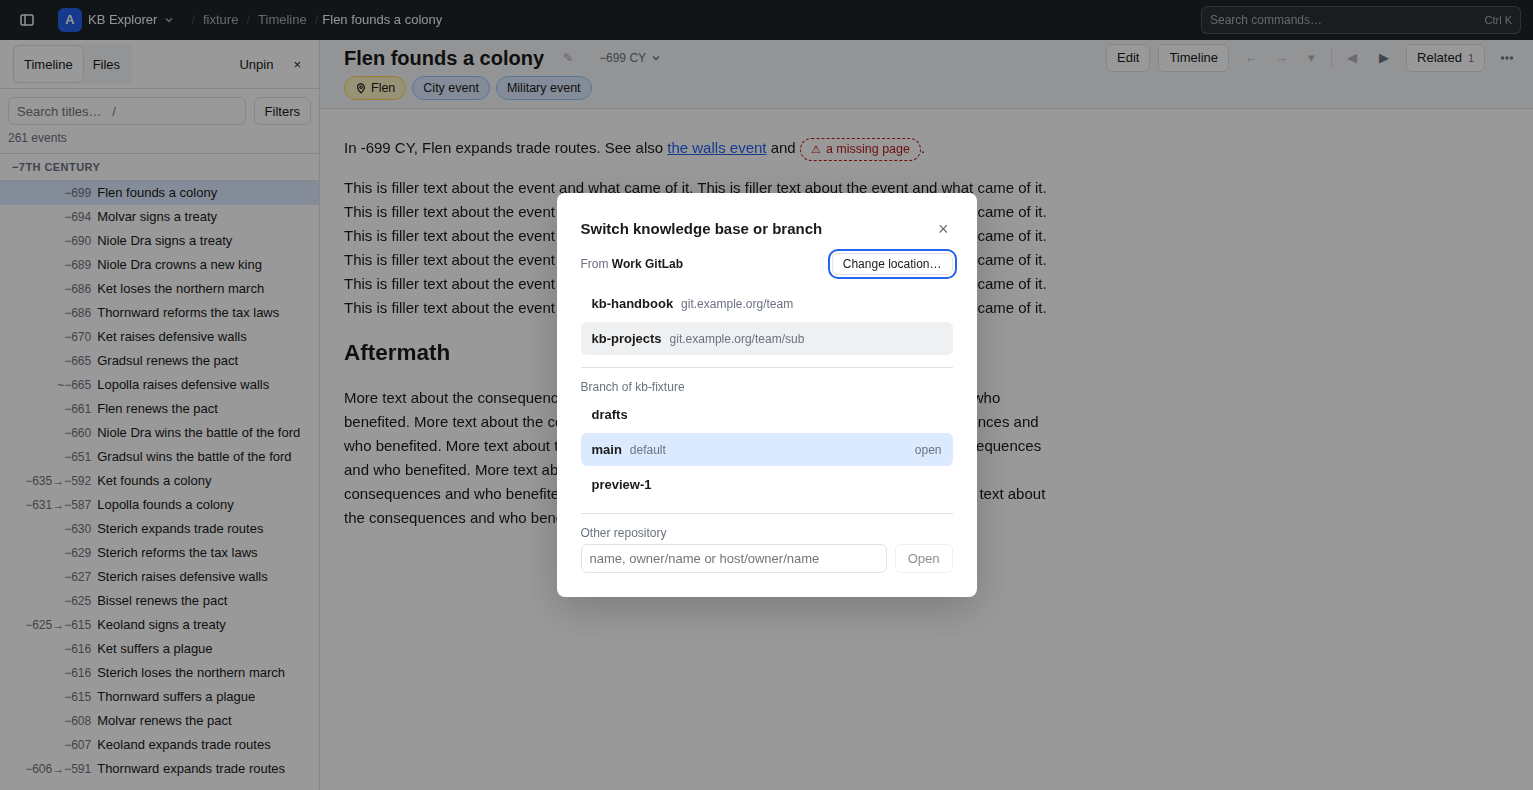 A KB Explorer / fixture / Timeline / Flen founds a colony
Search commands… Ctrl K
Timeline Files Unpin ×
Search titles… / Filters
261 events
−7TH CENTURY
−699 Flen founds a colony
−694 Molvar signs a treaty
−690 Niole Dra signs a treaty
−689 Niole Dra crowns a new king
−686 Ket loses the northern march
−686 Thornward reforms the tax laws
−670 Ket raises defensive walls
−665 Gradsul renews the pact
~−665 Lopolla raises defensive walls
−661 Flen renews the pact
−660 Niole Dra wins the battle of the ford
−651 Gradsul wins the battle of the ford
−635→−592 Ket founds a colony
−631→−587 Lopolla founds a colony
−630 Sterich expands trade routes
−629 Sterich reforms the tax laws
−627 Sterich raises defensive walls
−625 Bissel renews the pact
−625→−615 Keoland signs a treaty
−616 Ket suffers a plague
−616 Sterich loses the northern march
−615 Thornward suffers a plague
−608 Molvar renews the pact
−607 Keoland expands trade routes
−606→−591 Thornward expands trade routes
Flen founds a colony ✎ −699 CY
Edit Timeline ← → ▾ ◀ ▶ Related 1 •••
Flen City event Military event
In -699 CY, Flen expands trade routes. See also the walls event and ⚠ a missing page.
This is filler text about the event and what came of it. This is filler text about the event and what came of it.
This is filler text about the event came of it.
This is filler text about the event came of it.
This is filler text about the event came of it.
This is filler text about the event came of it.
This is filler text about the event came of it.
Aftermath
More text about the consequenc who
benefited. More text about the co nces and
who benefited. More text about t equences
and who benefited. More text ab
consequences and who benefite text about
the consequences and who ben
Switch knowledge base or branch ×
From Work GitLab Change location…
kb-handbook git.example.org/team
kb-projects git.example.org/team/sub
Branch of kb-fixture
drafts
main default open
preview-1
Other repository
name, owner/name or host/owner/name Open